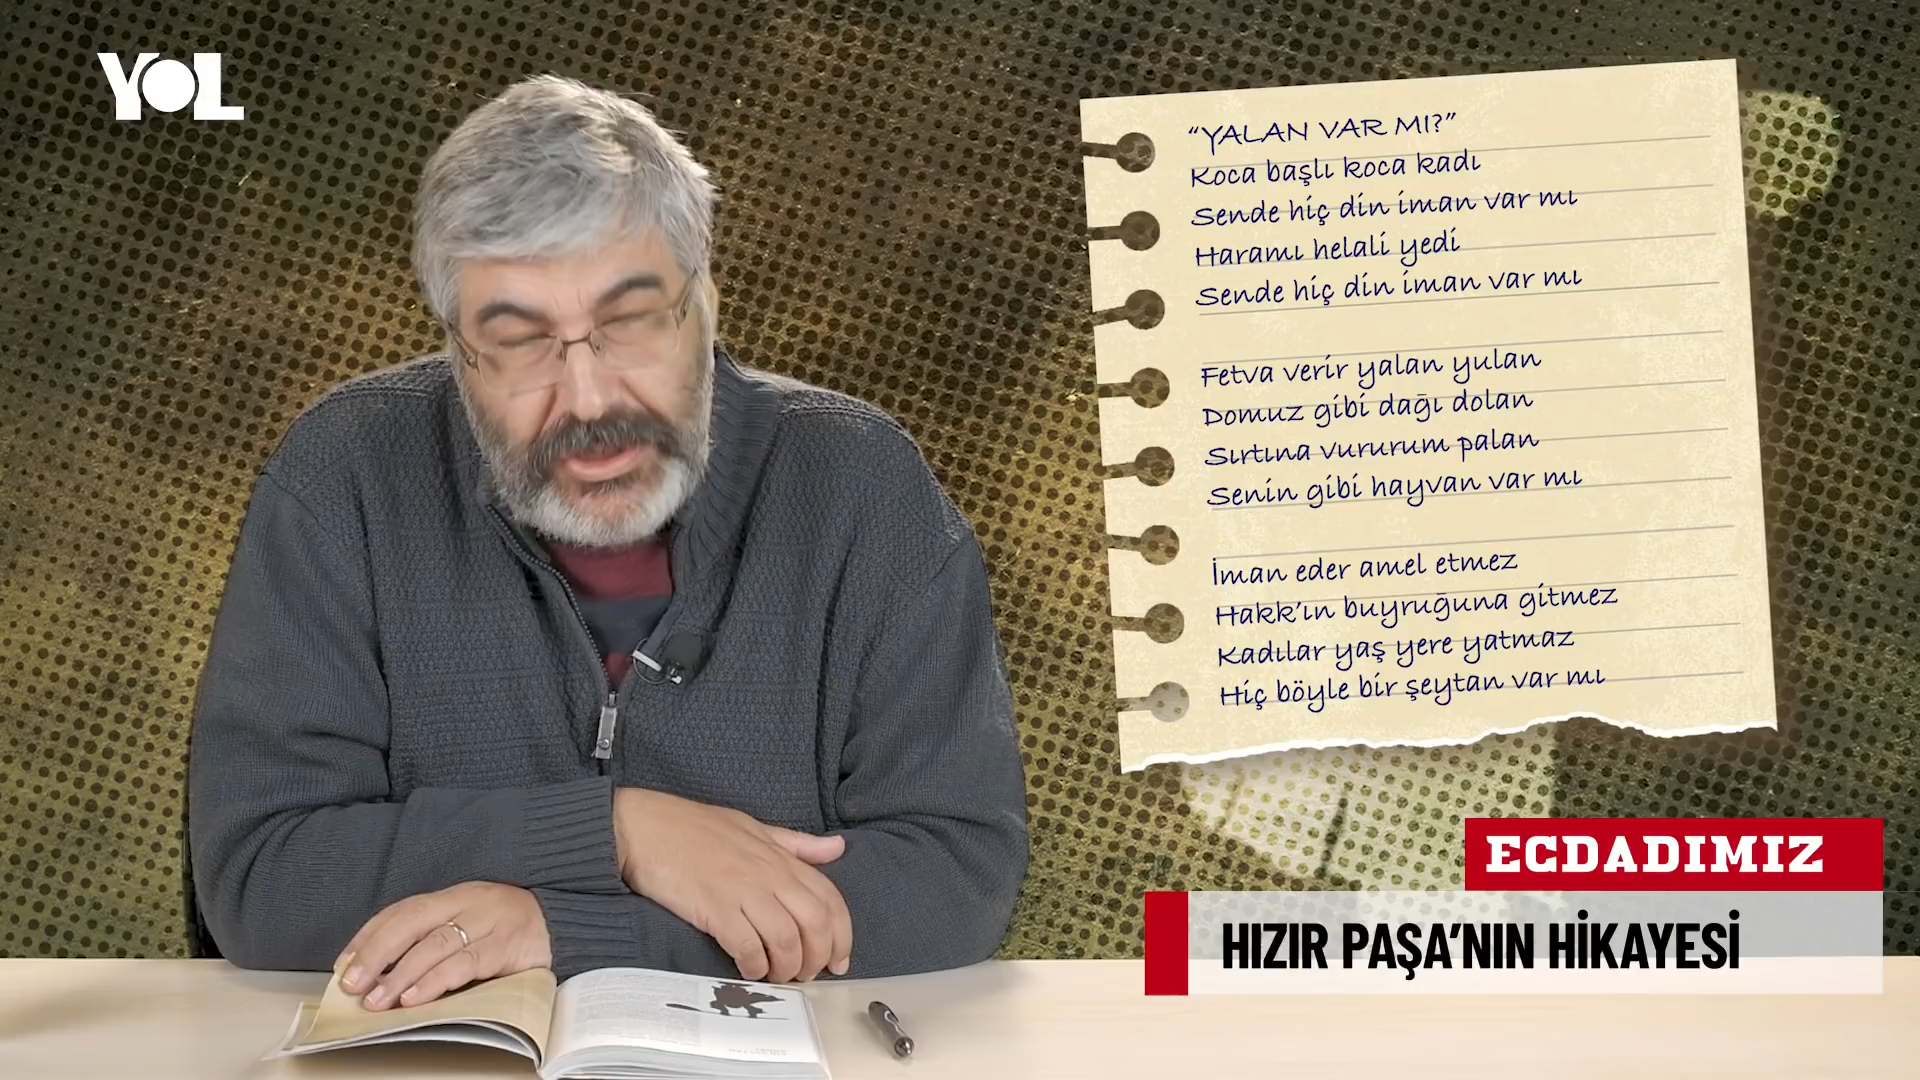 YOL
“YALAN VAR MI?”
Koca başlı koca kadı
Sende hiç din iman var mı
Haramı helali yedi
Sende hiç din iman var mı
Fetva verir yalan yulan
Domuz gibi dağı dolan
Sırtına vururum palan
Senin gibi hayvan var mı
İman eder amel etmez
Hakk’ın buyruğuna gitmez
Kadılar yaş yere yatmaz
Hiç böyle bir şeytan var mı
ECDADIMIZ
HIZIR PAŞA’NIN HİKAYESİ